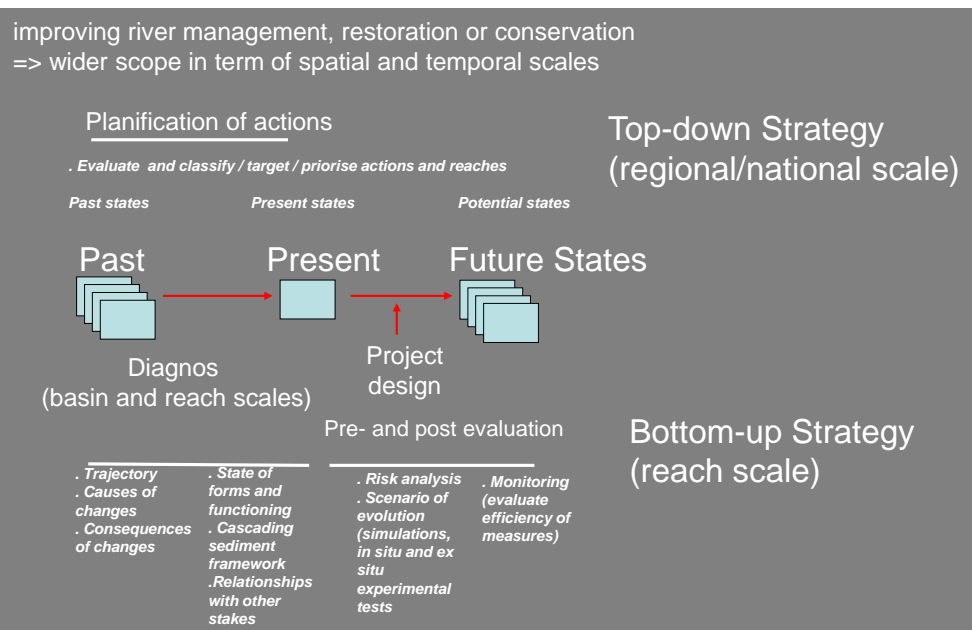 improving river management, restoration or conservation
=> wider scope in term of spatial and temporal scales
Planification of actions
Top-down Strategy
(regional/national scale)
. Evaluate  and classify / target / priorise actions and reaches
Past states
Present states
Potential states
Past
Present
Future States
Diagnos
(basin and reach scales)
Project
design
Pre- and post evaluation
Bottom-up Strategy
(reach scale)
. Trajectory
. Causes of
changes
. Consequences
of changes
. State of
forms and
functioning
. Cascading
sediment
framework
.Relationships
with other
stakes
. Risk analysis
. Scenario of
evolution
(simulations,
in situ and ex
situ
experimental
tests
. Monitoring
(evaluate
efficiency of
measures)